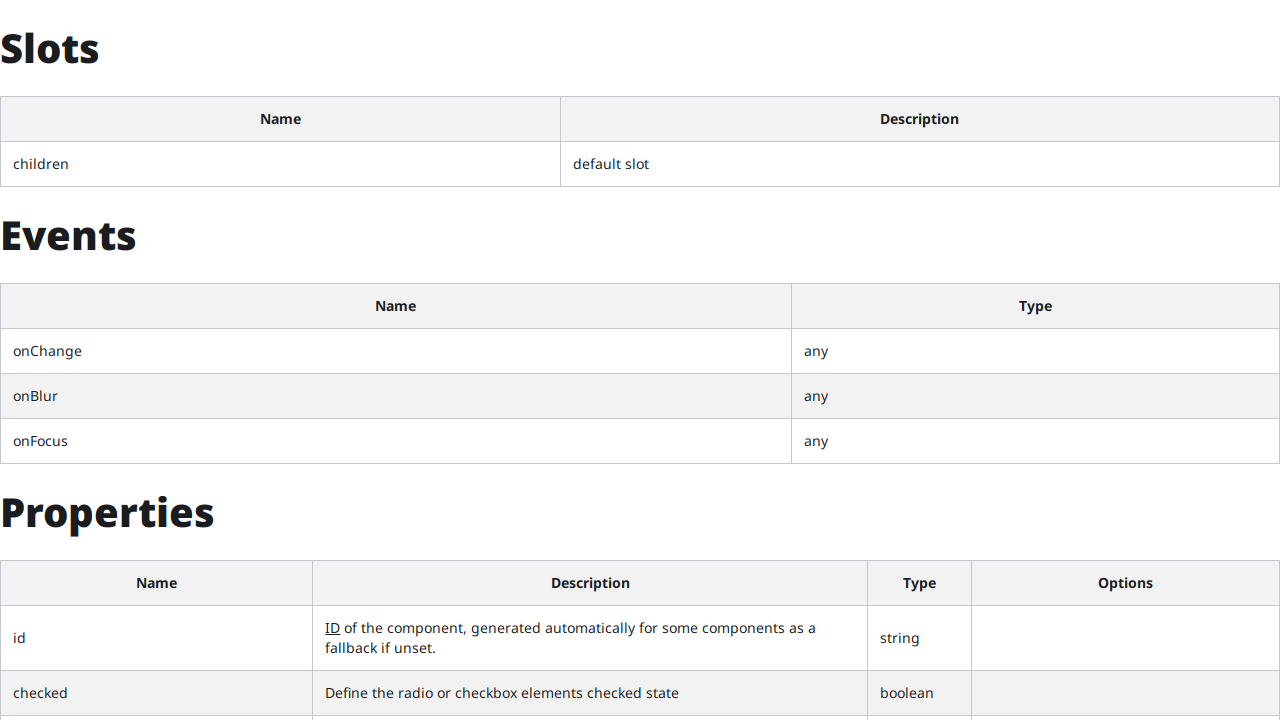 Slots
Name Description
children default slot
Events
Name Type
onChange any
onBlur any
onFocus any
Properties
Name Description Type Options
id ID of the component, generated automatically for some components as a fallback if unset. string
checked Define the radio or checkbox elements checked state boolean